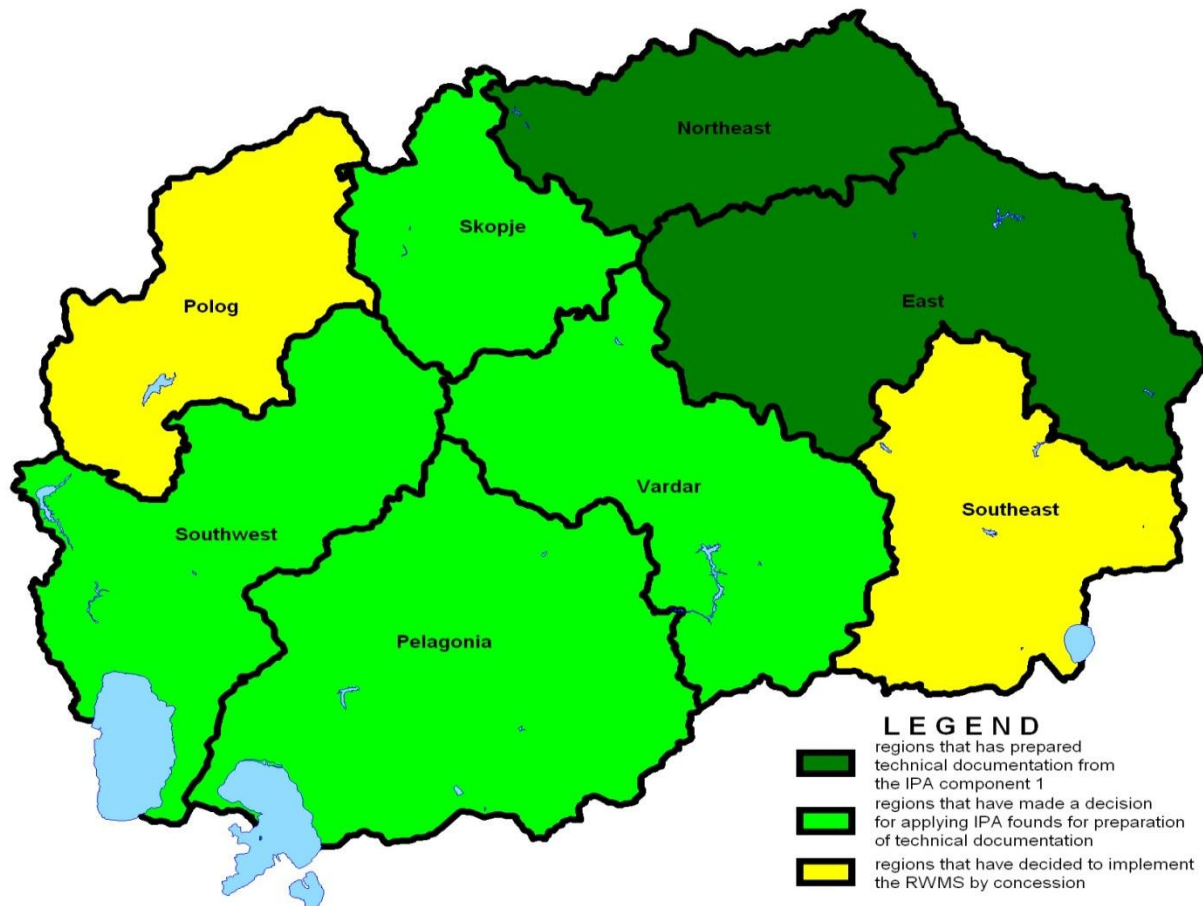 Northeast
Skopje
Polog
East
Vardar
Southeast
Southwest
Pelagonia
LEGEND
regions that has prepared
technical documentation from
the IPA component 1
regions that have made a decision
for applying IPA founds for preparation
of technical documentation
regions that have decided to implement
the RWMS by concession